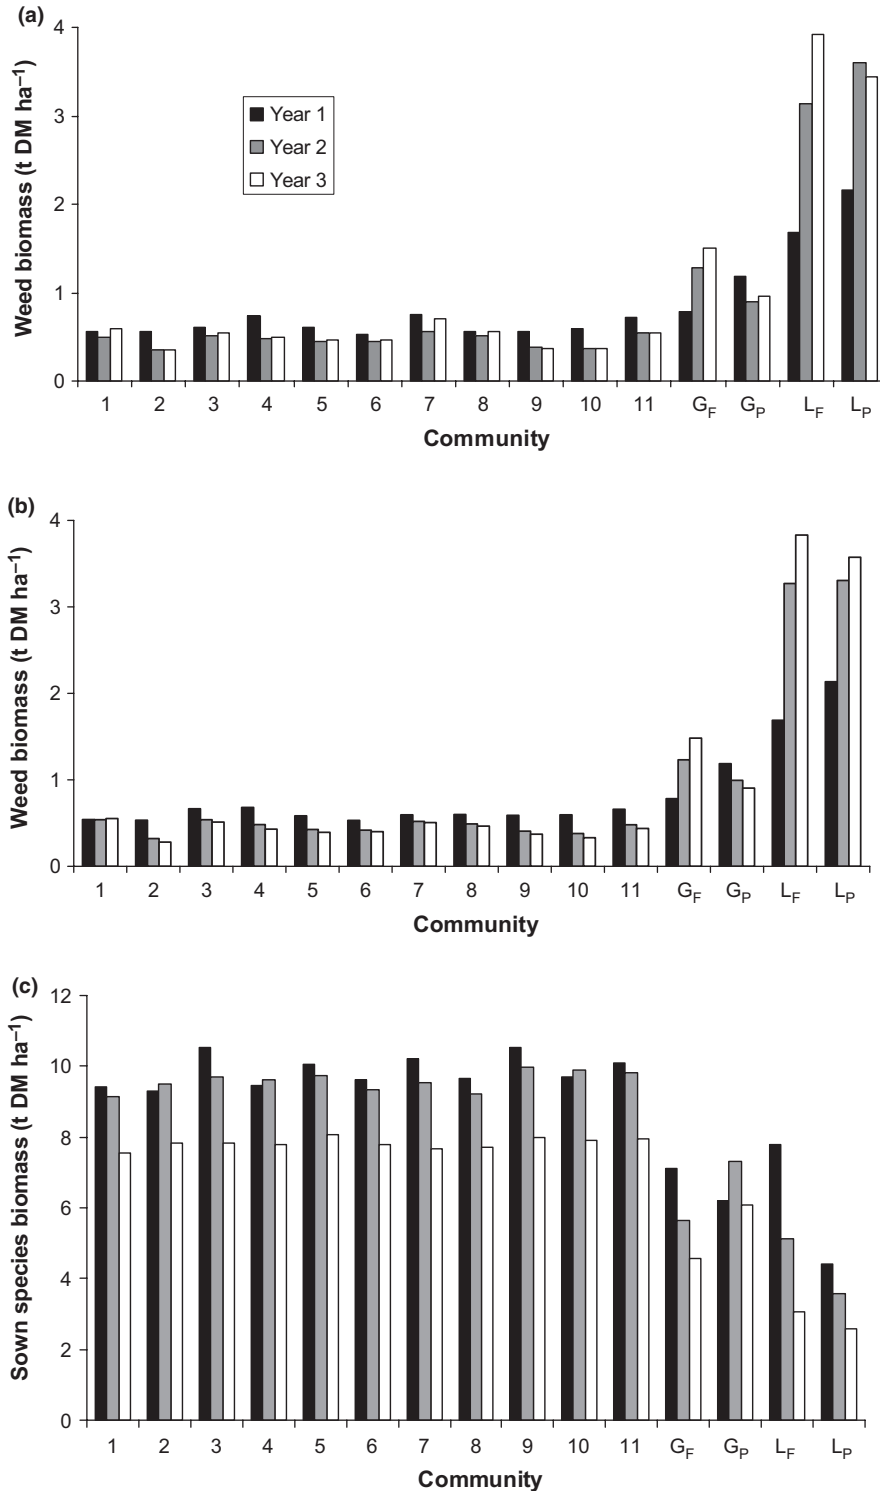 (a)
4
3
2
1
0
Weed biomass (t DM ha⁻¹)
Year 1
Year 2
Year 3
1 2 3 4 5 6 7 8 9 10 11 G_F G_P L_F L_P
Community
(b)
4
3
2
1
0
Weed biomass (t DM ha⁻¹)
1 2 3 4 5 6 7 8 9 10 11 G_F G_P L_F L_P
Community
(c)
12
10
8
6
4
2
0
Sown species biomass (t DM ha⁻¹)
1 2 3 4 5 6 7 8 9 10 11 G_F G_P L_F L_P
Community